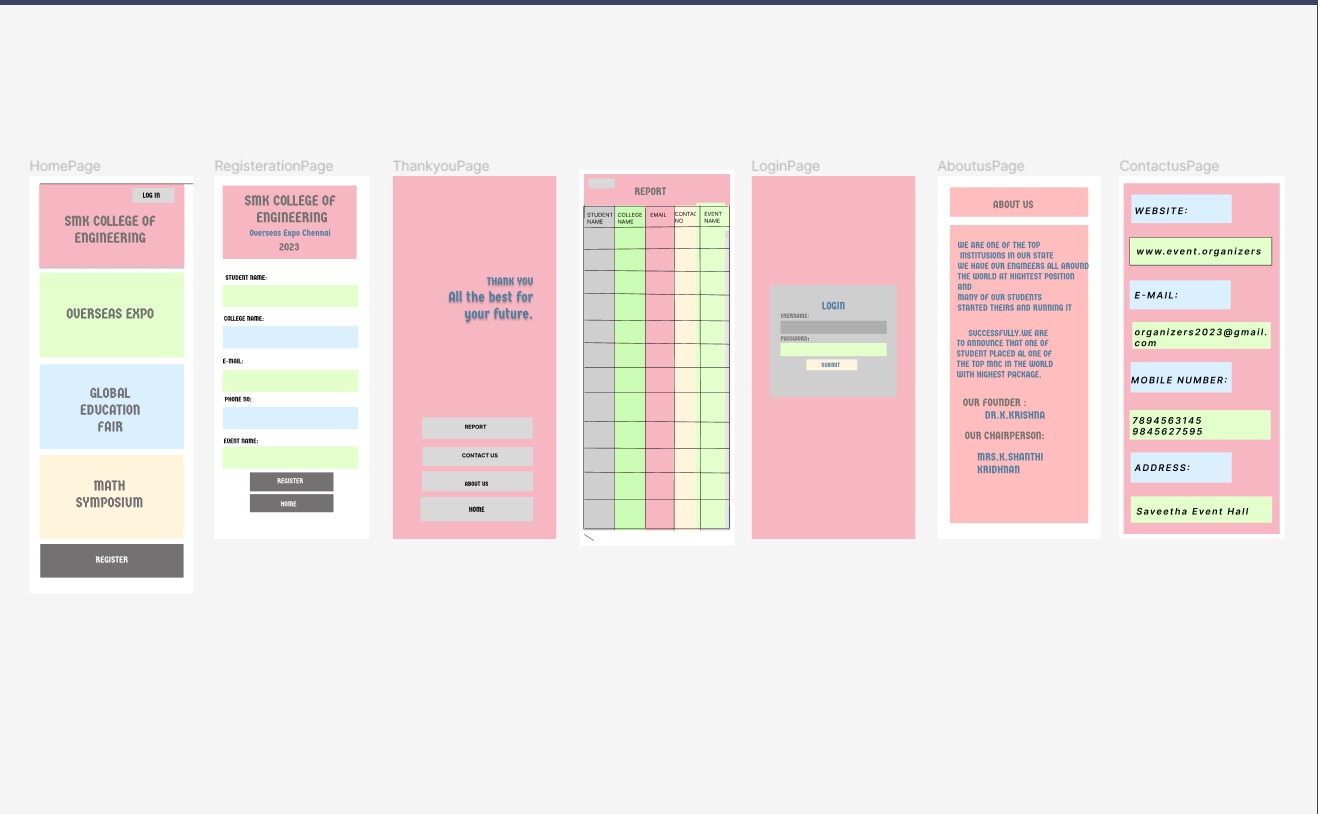 HomePage
LOG IN
SMK COLLEGE OF
ENGINEERING
OVERSEAS EXPO
GLOBAL
EDUCATION
FAIR
MATH
SYMPOSIUM
REGISTER
RegisterationPage
SMK COLLEGE OF
ENGINEERING
Overseas Expo Chennai
2023
STUDENT NAME:
COLLEGE NAME:
E-MAIL:
PHONE NO:
EVENT NAME:
REGISTER
HOME
ThankyouPage
THANK YOU
All the best for
your future.
REPORT
CONTACT US
ABOUT US
HOME
REPORT
STUDENT NAME
COLLEGE NAME
EMAIL
CONTAC NO
EVENT NAME
LoginPage
LOGIN
USERNAME:
PASSWORD:
SUBMIT
AboutusPage
ABOUT US
WE ARE ONE OF THE TOP
INSTITUSIONS IN OUR STATE
WE HAVE OUR ENGINEERS ALL AROUND
THE WORLD AT HIGHTEST POSITION
AND
MANY OF OUR STUDENTS
STARTED THEIRS AND RUNNING IT
SUCCESSFULLY.WE ARE
TO ANNOUNCE THAT ONE OF
STUDENT PLACED AL ONE OF
THE TOP MNC IN THE WORLD
WITH HIGHEST PACKAGE.
OUR FOUNDER :
DR.K.KRISHNA
OUR CHAIRPERSON:
MRS.K.SHANTHI
KRIDHNAN
ContactusPage
WEBSITE:
www.event.organizers
E-MAIL:
organizers2023@gmail.
com
MOBILE NUMBER:
7894563145
9845627595
ADDRESS:
Saveetha Event Hall